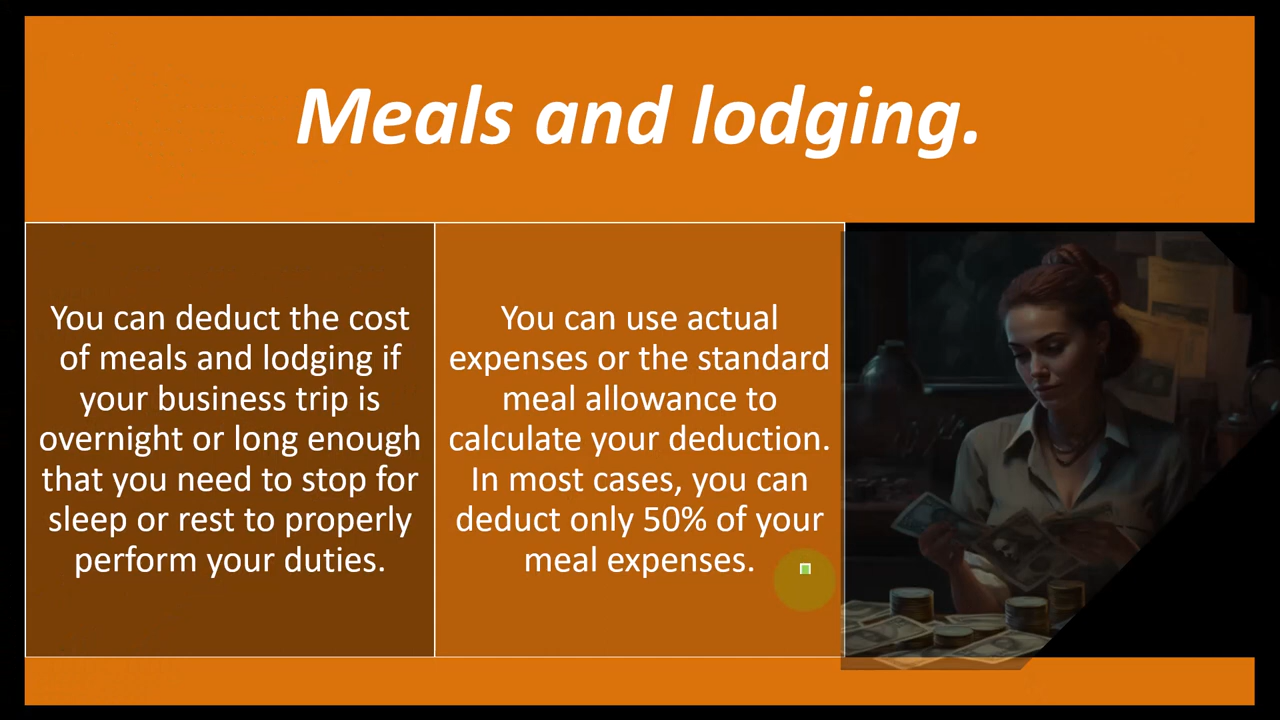 Meals and lodging.
You can deduct the cost
of meals and lodging if
your business trip is
overnight or long enough
that you need to stop for
sleep or rest to properly
perform your duties.
You can use actual
expenses or the standard
meal allowance to
calculate your deduction.
In most cases, you can
deduct only 50% of your
meal expenses.